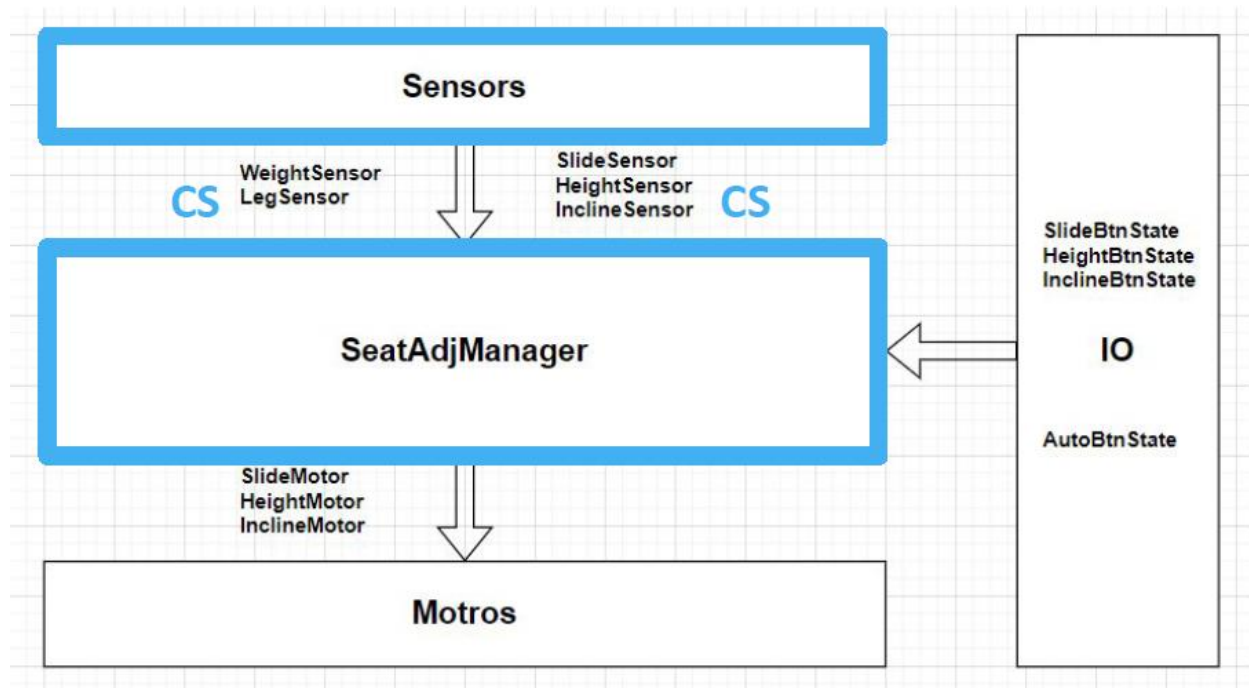 Sensors
WeightSensor
LegSensor
CS
SlideSensor
HeightSensor
InclineSensor
CS
SeatAdjManager
SlideBtnState
HeightBtnState
InclineBtnState
IO
AutoBtnState
SlideMotor
HeightMotor
InclineMotor
Motros